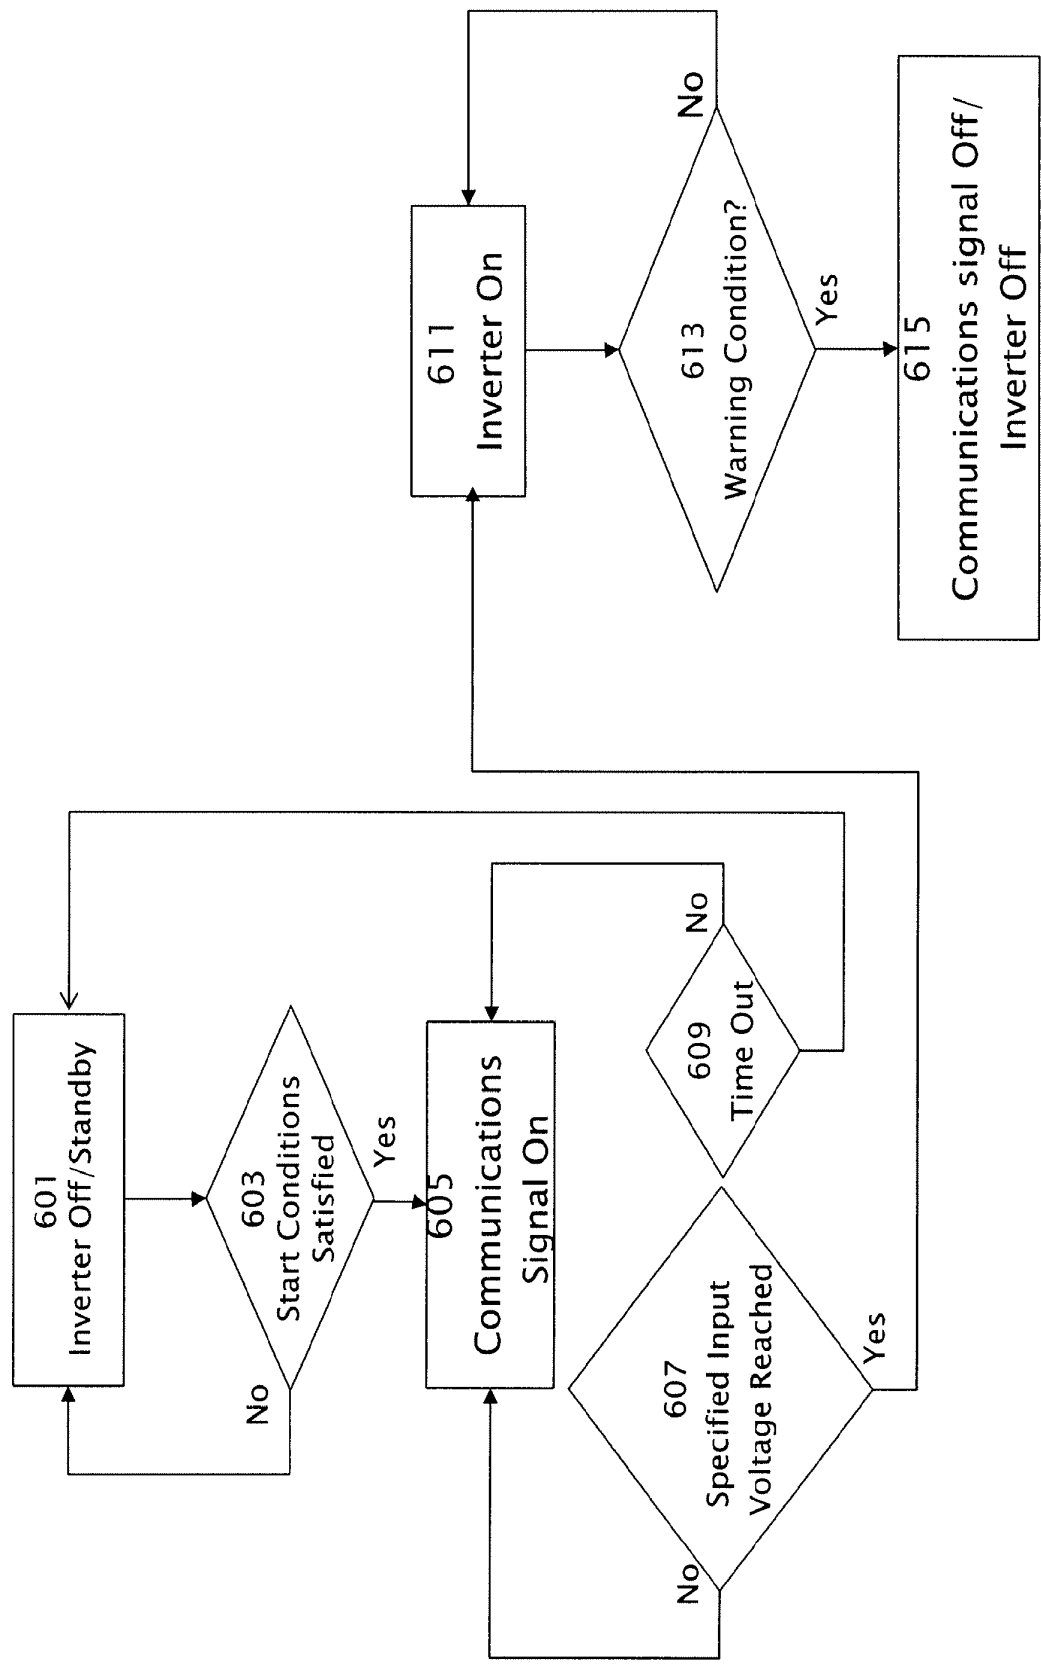 601
Inverter Off/Standby
603
Start Conditions
Satisfied
No
Yes
605
Communications
Signal On
607
Specified Input
Voltage Reached
No
Yes
609
Time Out
No
611
Inverter On
613
Warning Condition?
No
Yes
615
Communications signal Off/
Inverter Off